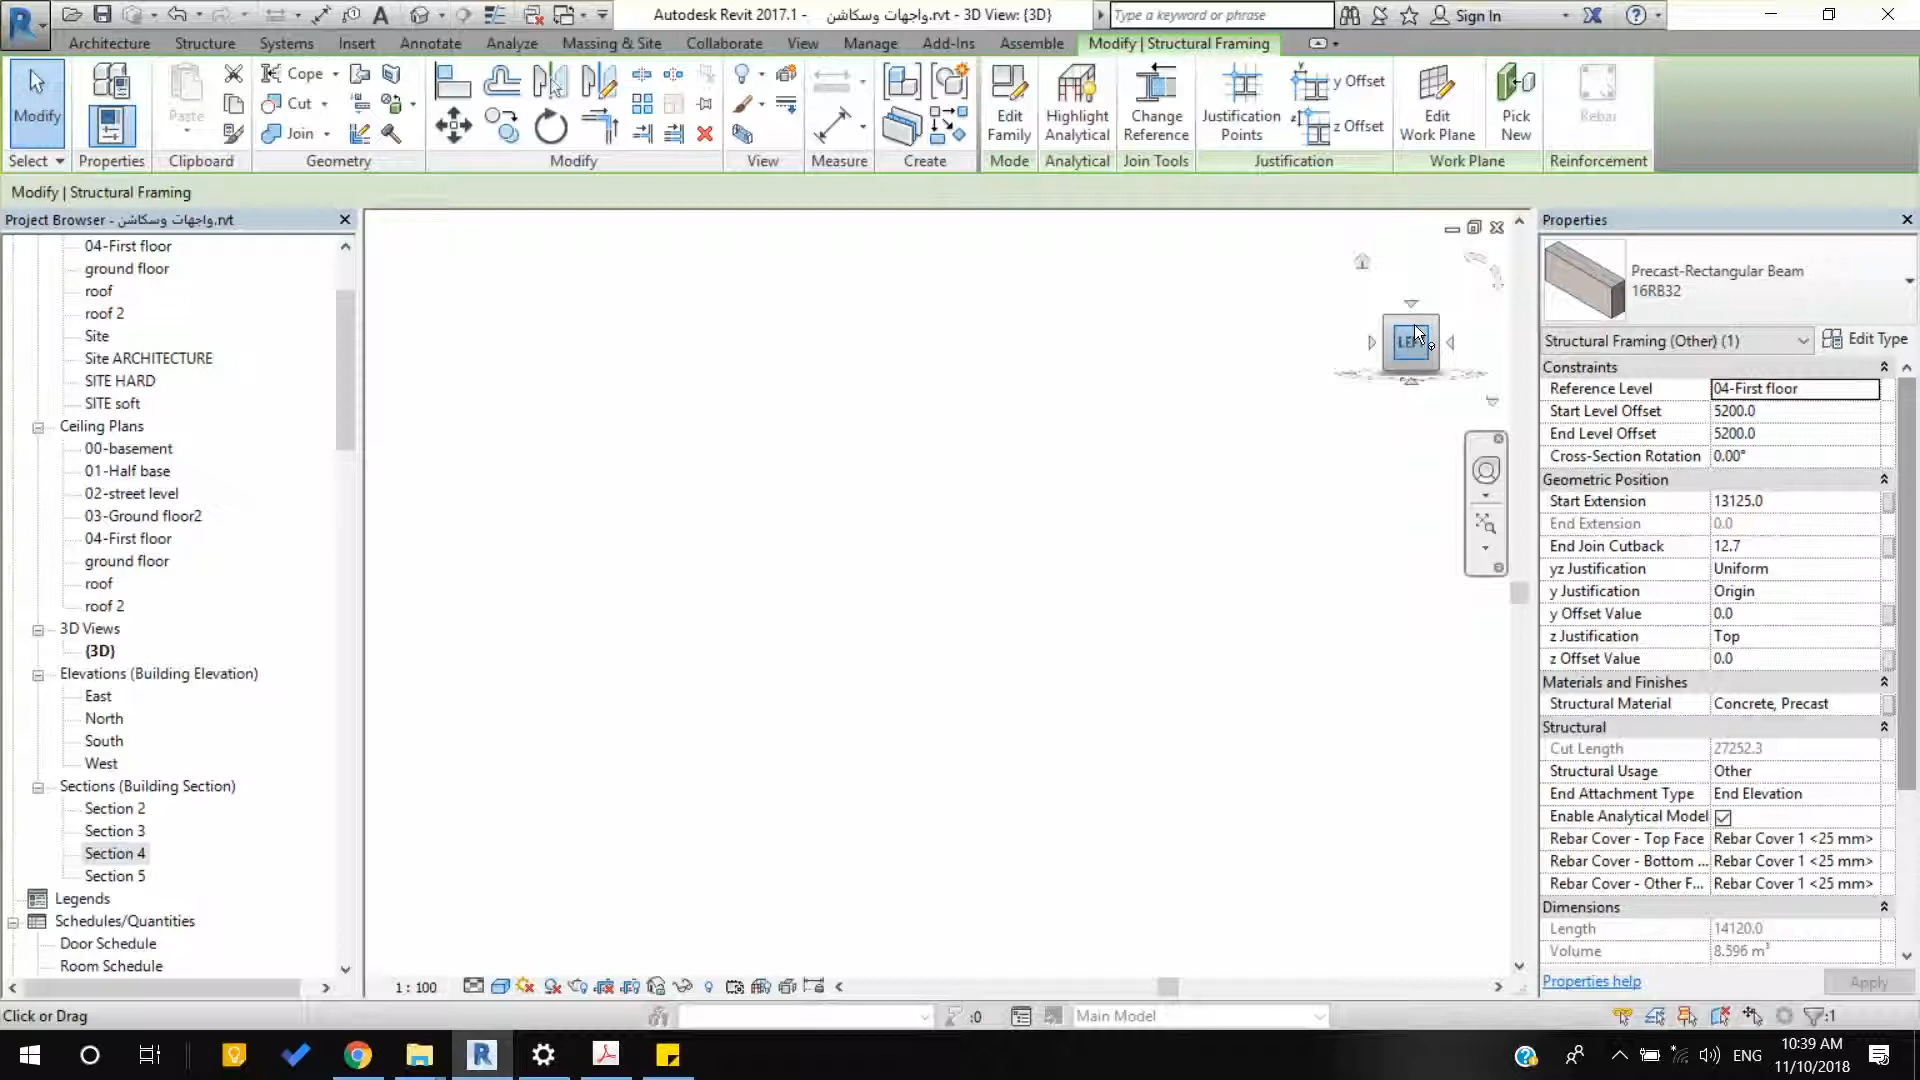 Autodesk Revit 2017.1 - واجهات وسكاشن.rvt - 3D View: {3D}
Type a keyword or phrase
Sign In
Architecture Structure Systems Insert Annotate Analyze Massing & Site Collaborate View Manage Add-Ins Assemble Modify | Structural Framing
Modify
Paste
Cope
Cut
Join
Edit Family
Highlight Analytical
Change Reference
Justification Points
y Offset
z Offset
Edit Work Plane
Pick New
Rebar
Select Properties Clipboard Geometry Modify View Measure Create Mode Analytical Join Tools Justification Work Plane Reinforcement
Modify | Structural Framing
Project Browser - واجهات وسكاشن.rvt
04-First floor
ground floor
roof
roof 2
Site
Site ARCHITECTURE
SITE HARD
SITE soft
Ceiling Plans
00-basement
01-Half base
02-street level
03-Ground floor2
04-First floor
ground floor
roof
roof 2
3D Views
{3D}
Elevations (Building Elevation)
East
North
South
West
Sections (Building Section)
Section 2
Section 3
Section 4
Section 5
Legends
Schedules/Quantities
Door Schedule
Room Schedule
1 : 100
Properties
Precast-Rectangular Beam
16RB32
Structural Framing (Other) (1)
Edit Type
Constraints
Reference Level 04-First floor
Start Level Offset 5200.0
End Level Offset 5200.0
Cross-Section Rotation 0.00°
Geometric Position
Start Extension 13125.0
End Extension 0.0
End Join Cutback 12.7
yz Justification Uniform
y Justification Origin
y Offset Value 0.0
z Justification Top
z Offset Value 0.0
Materials and Finishes
Structural Material Concrete, Precast
Structural
Cut Length 27252.3
Structural Usage Other
End Attachment Type End Elevation
Enable Analytical Model
Rebar Cover - Top Face Rebar Cover 1 <25 mm>
Rebar Cover - Bottom ... Rebar Cover 1 <25 mm>
Rebar Cover - Other F... Rebar Cover 1 <25 mm>
Dimensions
Length 14120.0
Volume 8.596 m³
Properties help
Apply
Click or Drag
:0
Main Model
:1
ENG
10:39 AM
11/10/2018